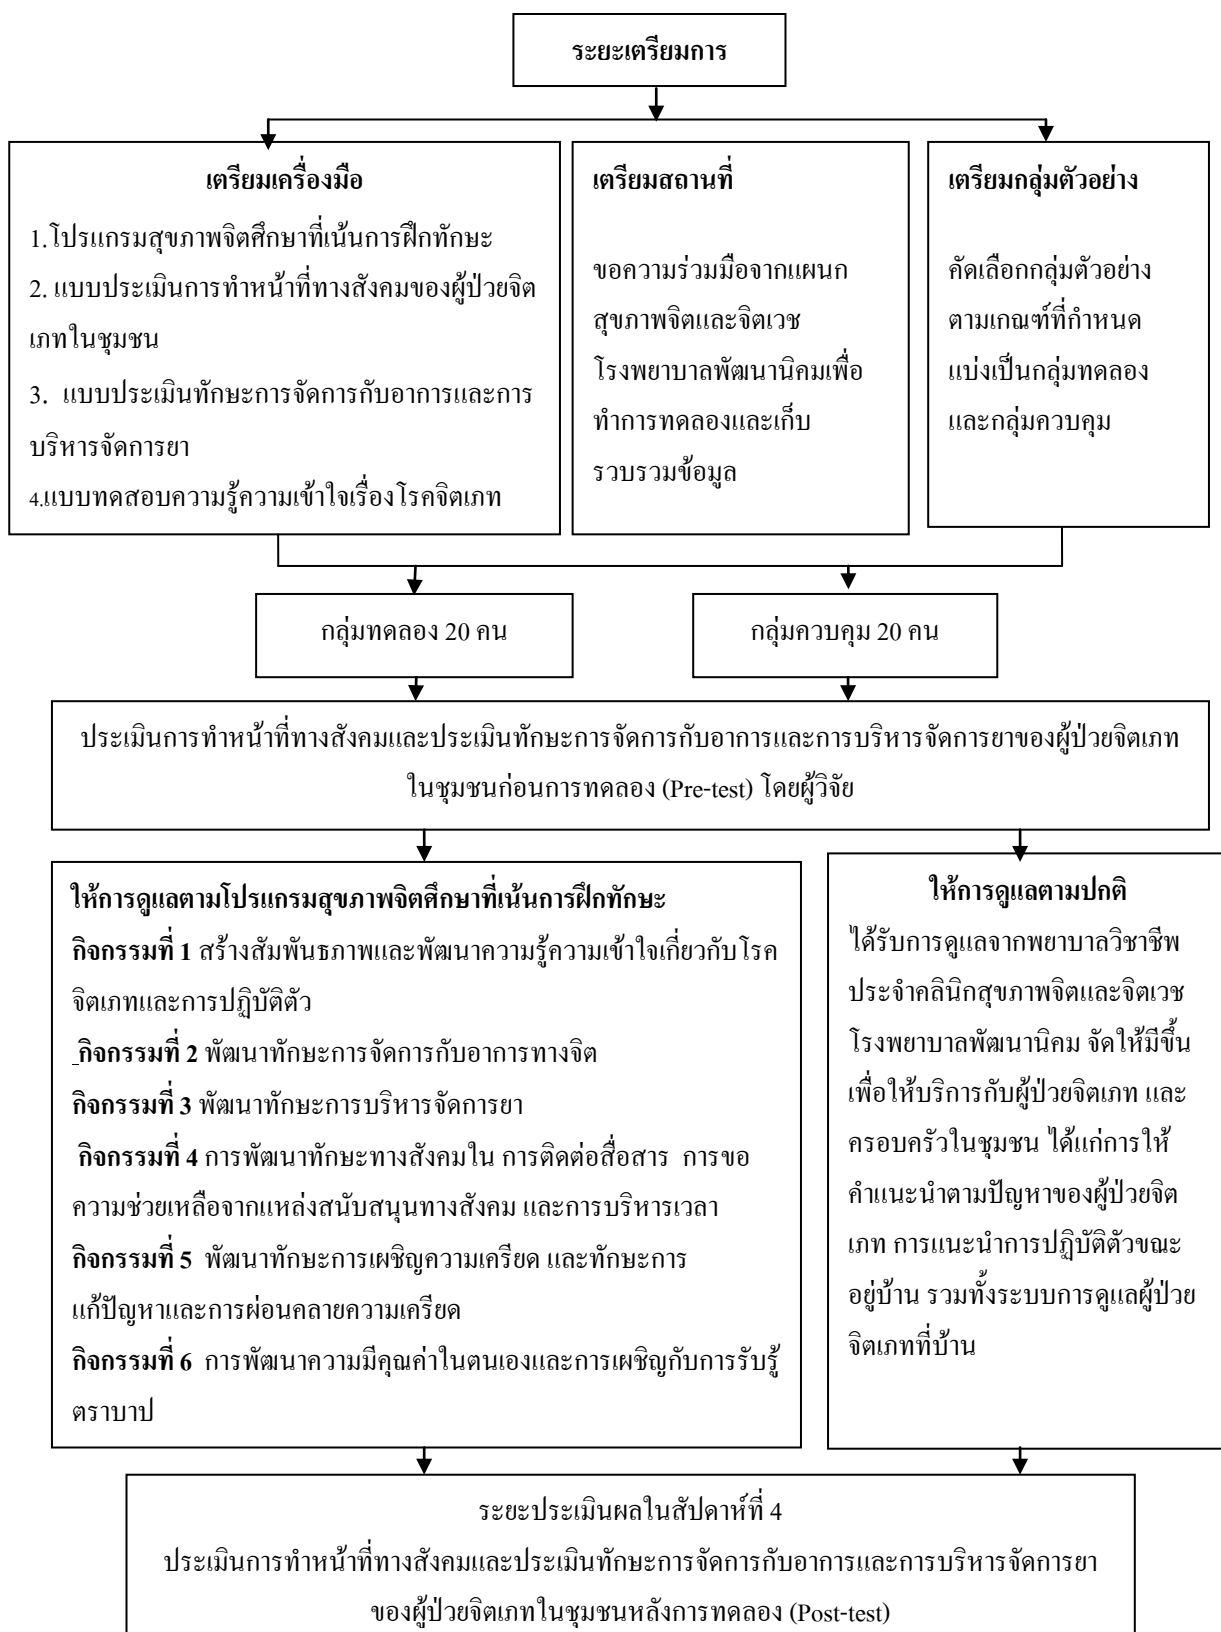 ระยะเตรียมการ
เตรียมเครื่องมือ
1.โปรแกรมสุขภาพจิตศึกษาที่เน้นการฝึกทักษะ
2. แบบประเมินการทำหน้าที่ทางสังคมของผู้ป่วยจิต
เภทในชุมชน
3. แบบประเมินทักษะการจัดการกับอาการและการ
บริหารจัดการยา
4.แบบทดสอบความรู้ความเข้าใจเรื่องโรคจิตเภท
เตรียมสถานที่
ขอความร่วมมือจากแผนก
สุขภาพจิตและจิตเวช
โรงพยาบาลพัฒนานิคมเพื่อ
ทำการทดลองและเก็บ
รวบรวมข้อมูล
เตรียมกลุ่มตัวอย่าง
คัดเลือกกลุ่มตัวอย่าง
ตามเกณฑ์ที่กำหนด
แบ่งเป็นกลุ่มทดลอง
และกลุ่มควบคุม
กลุ่มทดลอง 20 คน
กลุ่มควบคุม 20 คน
ประเมินการทำหน้าที่ทางสังคมและประเมินทักษะการจัดการกับอาการและการบริหารจัดการยาของผู้ป่วยจิตเภท
ในชุมชนก่อนการทดลอง (Pre-test) โดยผู้วิจัย
ให้การดูแลตามโปรแกรมสุขภาพจิตศึกษาที่เน้นการฝึกทักษะ
กิจกรรมที่ 1 สร้างสัมพันธภาพและพัฒนาความรู้ความเข้าใจเกี่ยวกับโรค
จิตเภทและการปฏิบัติตัว
กิจกรรมที่ 2 พัฒนาทักษะการจัดการกับอาการทางจิต
กิจกรรมที่ 3 พัฒนาทักษะการบริหารจัดการยา
กิจกรรมที่ 4 การพัฒนาทักษะทางสังคมใน การติดต่อสื่อสาร การขอ
ความช่วยเหลือจากแหล่งสนับสนุนทางสังคม และการบริหารเวลา
กิจกรรมที่ 5 พัฒนาทักษะการเผชิญความเครียด และทักษะการ
แก้ปัญหาและการผ่อนคลายความเครียด
กิจกรรมที่ 6 การพัฒนาความมีคุณค่าในตนเองและการเผชิญกับการรับรู้
ตราบาป
ให้การดูแลตามปกติ
ได้รับการดูแลจากพยาบาลวิชาชีพ
ประจำคลินิกสุขภาพจิตและจิตเวช
โรงพยาบาลพัฒนานิคม จัดให้มีขึ้น
เพื่อให้บริการกับผู้ป่วยจิตเภท และ
ครอบครัวในชุมชน ได้แก่การให้
คำแนะนำตามปัญหาของผู้ป่วยจิต
เภท การแนะนำการปฏิบัติตัวขณะ
อยู่บ้าน รวมทั้งระบบการดูแลผู้ป่วย
จิตเภทที่บ้าน
ระยะประเมินผลในสัปดาห์ที่ 4
ประเมินการทำหน้าที่ทางสังคมและประเมินทักษะการจัดการกับอาการและการบริหารจัดการยา
ของผู้ป่วยจิตเภทในชุมชนหลังการทดลอง (Post-test)